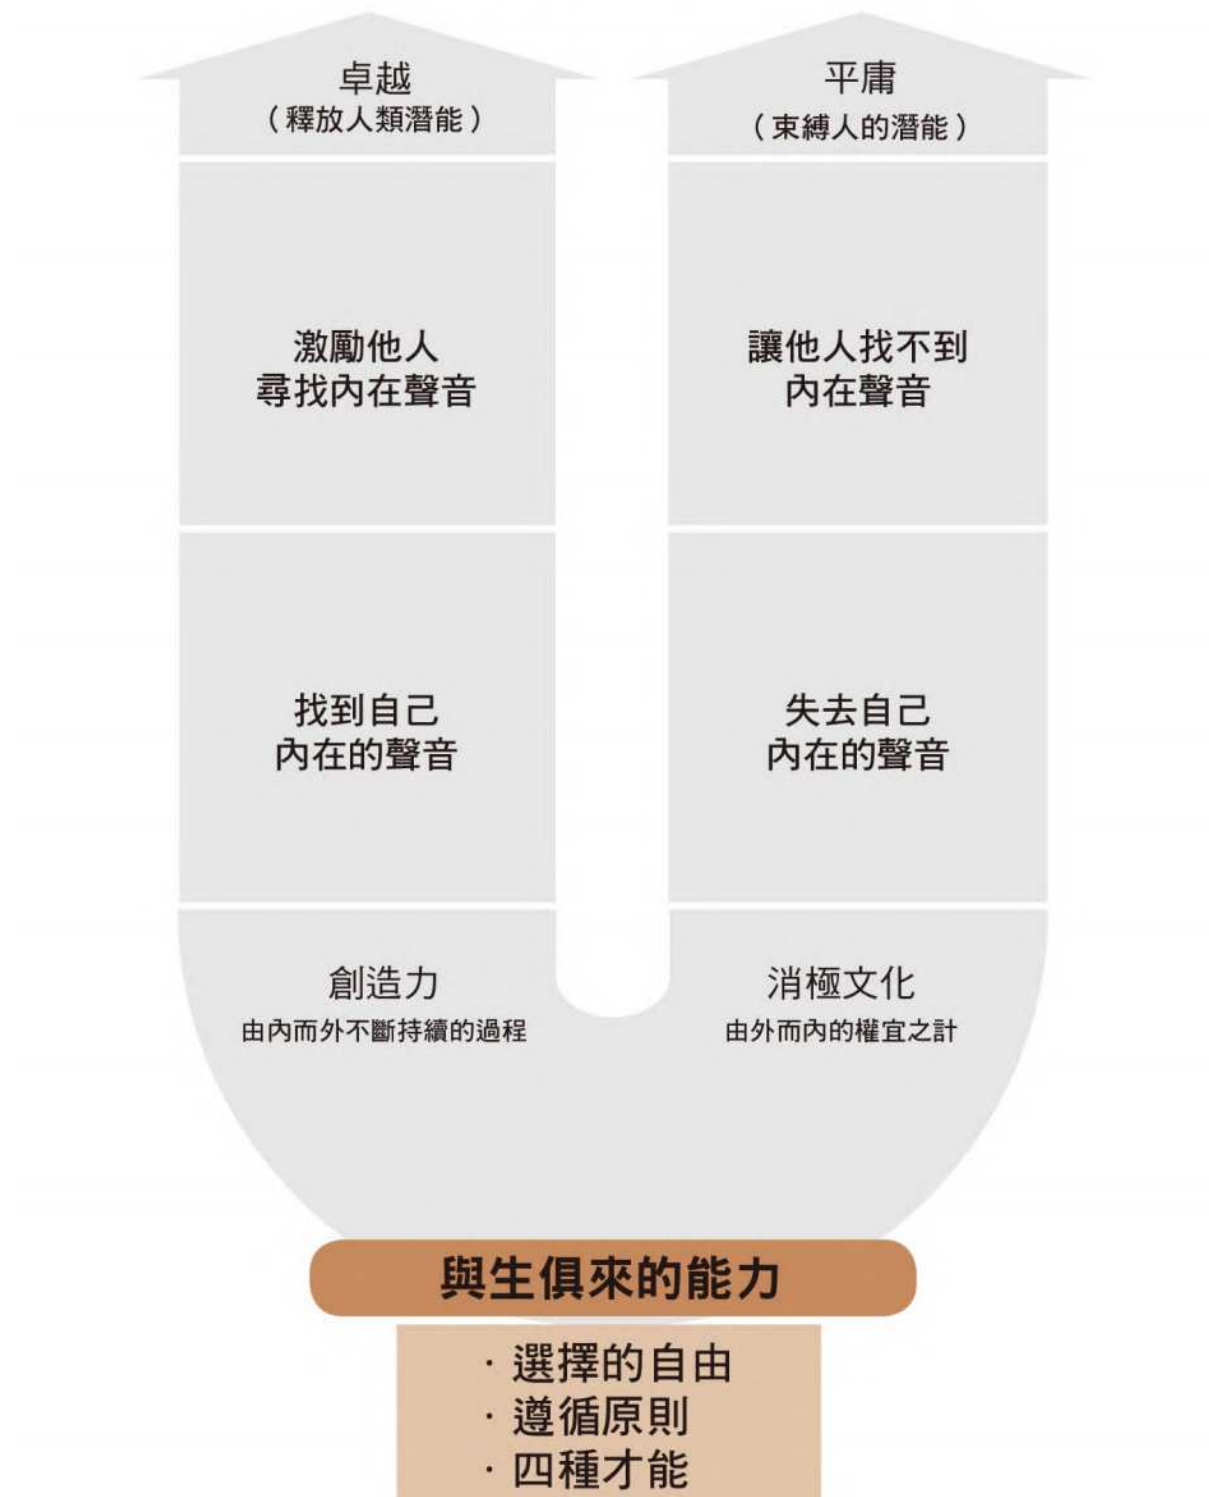 卓越
（釋放人類潛能）
激勵他人
尋找內在聲音
找到自己
內在的聲音
創造力
由內而外不斷持續的過程
平庸
（束縛人的潛能）
讓他人找不到
內在聲音
失去自己
內在的聲音
消極文化
由外而內的權宜之計
與生俱來的能力
·選擇的自由
·遵循原則
·四種才能